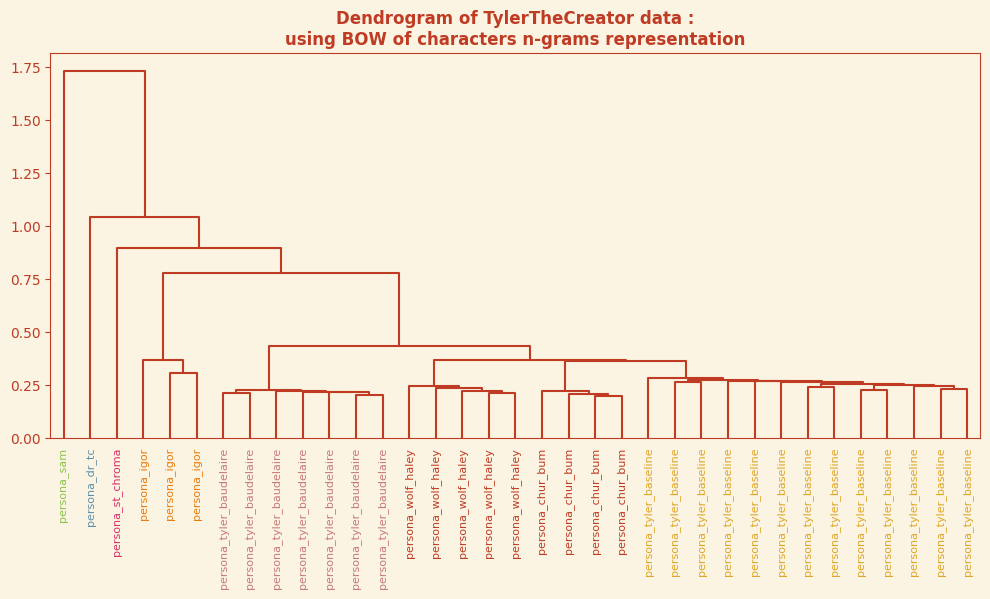 Dendrogram of TylerTheCreator data :
using BOW of characters n-grams representation
1.75
1.50
1.25
1.00
0.75
0.50
0.25
0.00
persona_sam
persona_dr_tc
persona_st_chroma
persona_igor
persona_igor
persona_igor
persona_tyler_baudelaire
persona_tyler_baudelaire
persona_tyler_baudelaire
persona_tyler_baudelaire
persona_tyler_baudelaire
persona_tyler_baudelaire
persona_tyler_baudelaire
persona_wolf_haley
persona_wolf_haley
persona_wolf_haley
persona_wolf_haley
persona_wolf_haley
persona_chur_bum
persona_chur_bum
persona_chur_bum
persona_chur_bum
persona_tyler_baseline
persona_tyler_baseline
persona_tyler_baseline
persona_tyler_baseline
persona_tyler_baseline
persona_tyler_baseline
persona_tyler_baseline
persona_tyler_baseline
persona_tyler_baseline
persona_tyler_baseline
persona_tyler_baseline
persona_tyler_baseline
persona_tyler_baseline